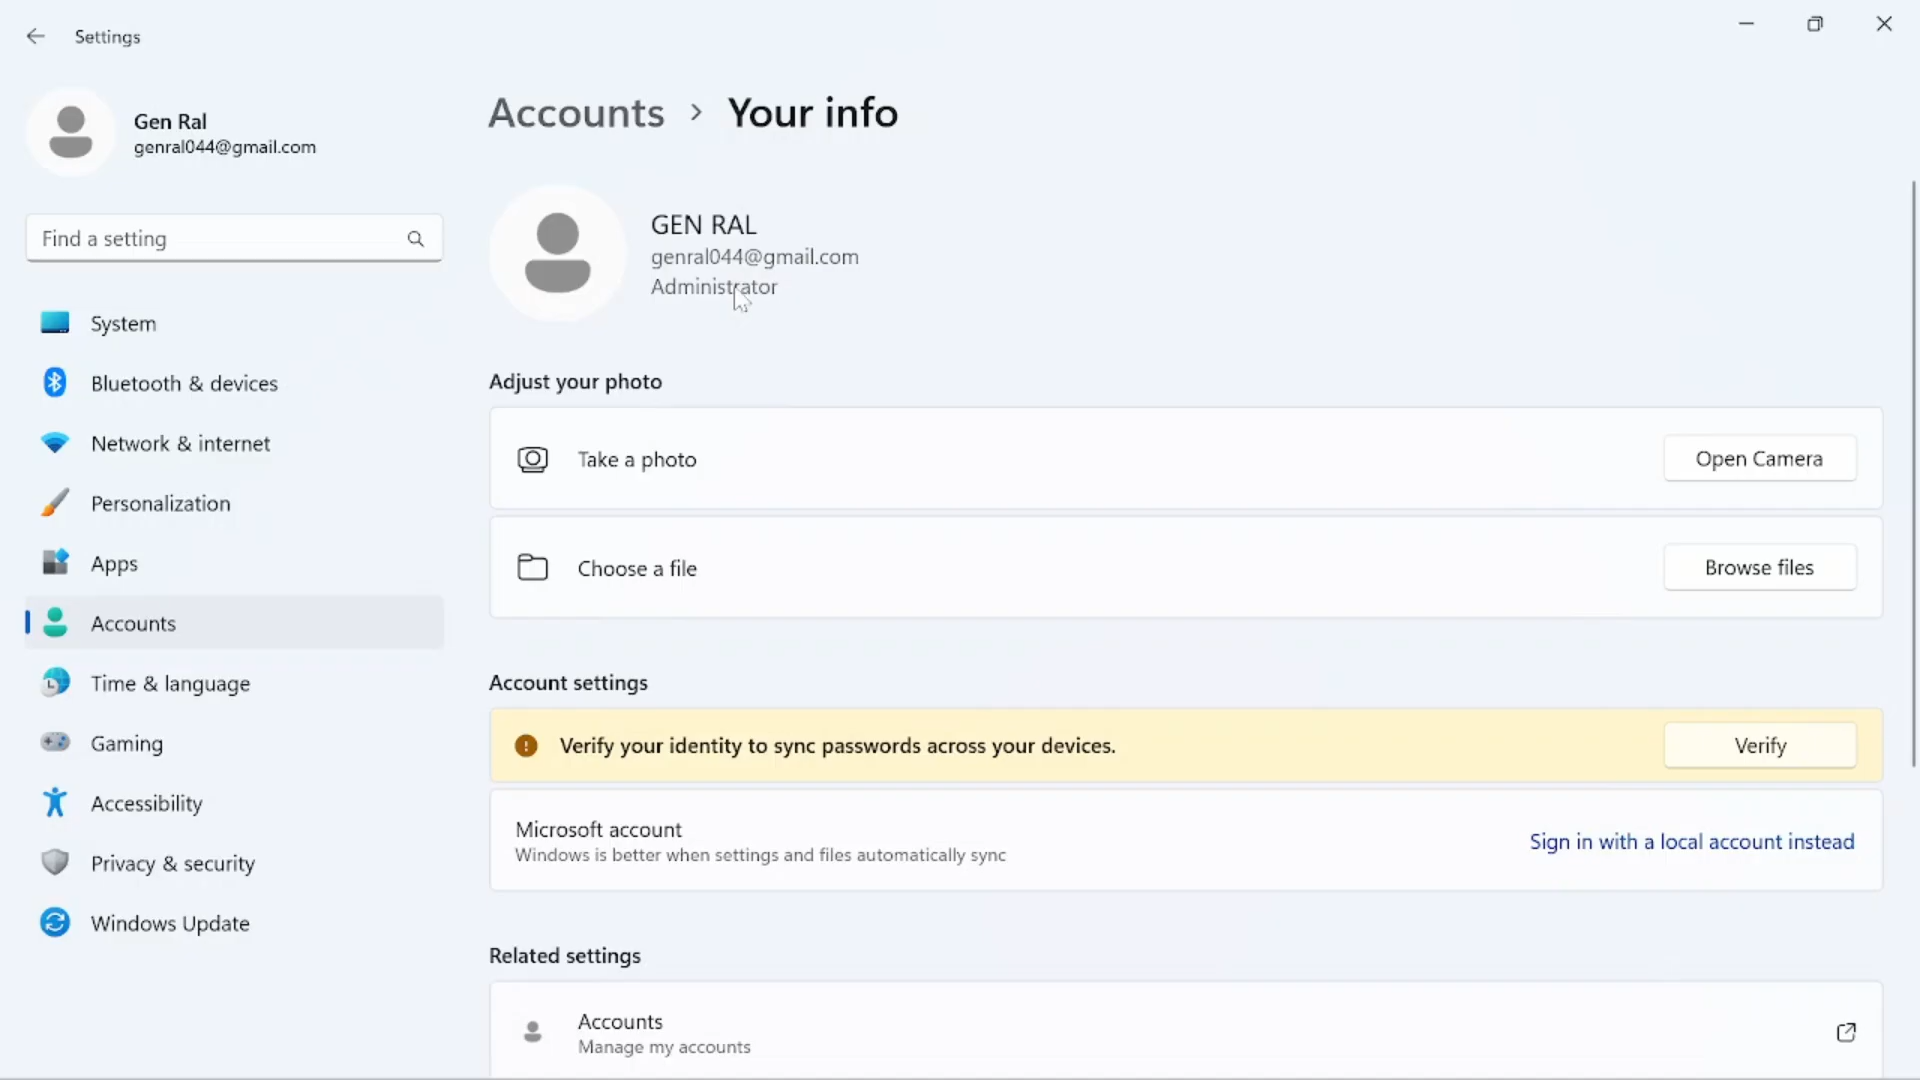 Settings
Gen Ral
genral044@gmail.com
Find a setting
System
Bluetooth & devices
Network & internet
Personalization
Apps
Accounts
Time & language
Gaming
Accessibility
Privacy & security
Windows Update
Accounts > Your info
GEN RAL
genral044@gmail.com
Administrator
Adjust your photo
Take a photo
Open Camera
Choose a file
Browse files
Account settings
Verify your identity to sync passwords across your devices.
Verify
Microsoft account
Windows is better when settings and files automatically sync
Sign in with a local account instead
Related settings
Accounts
Manage my accounts